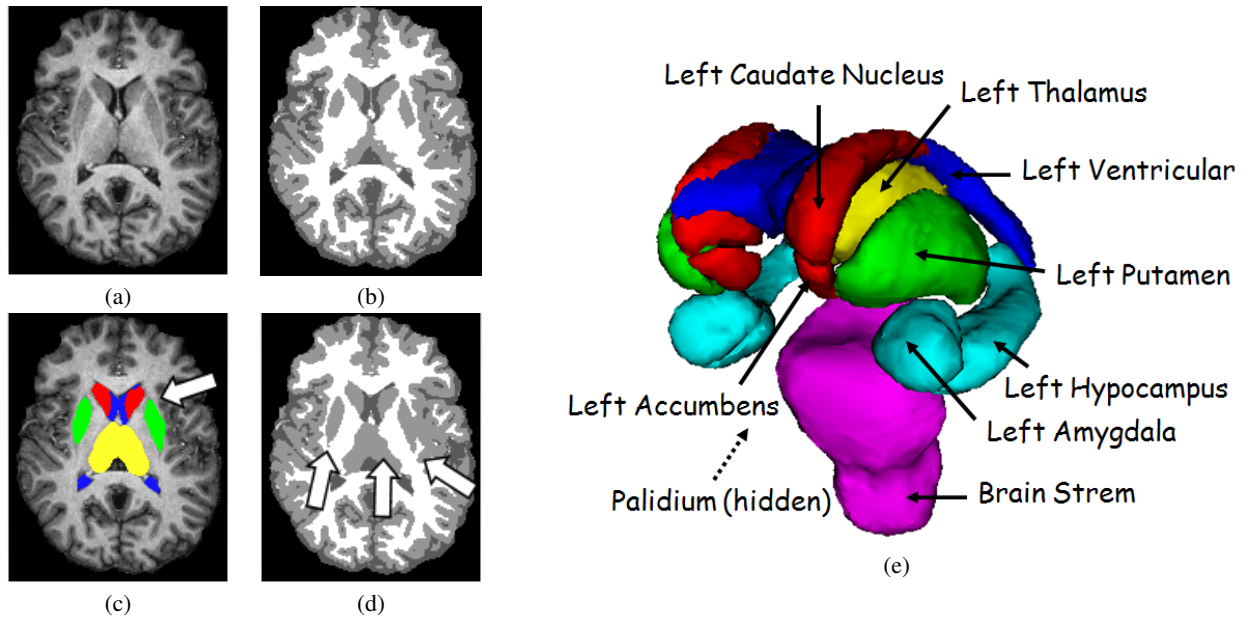 (a)
(b)
(c)
(d)
Left Caudate Nucleus
Left Thalamus
Left Ventricular
Left Putamen
Left Hypocampus
Left Accumbens
Left Amygdala
Palidium (hidden)
Brain Strem
(e)